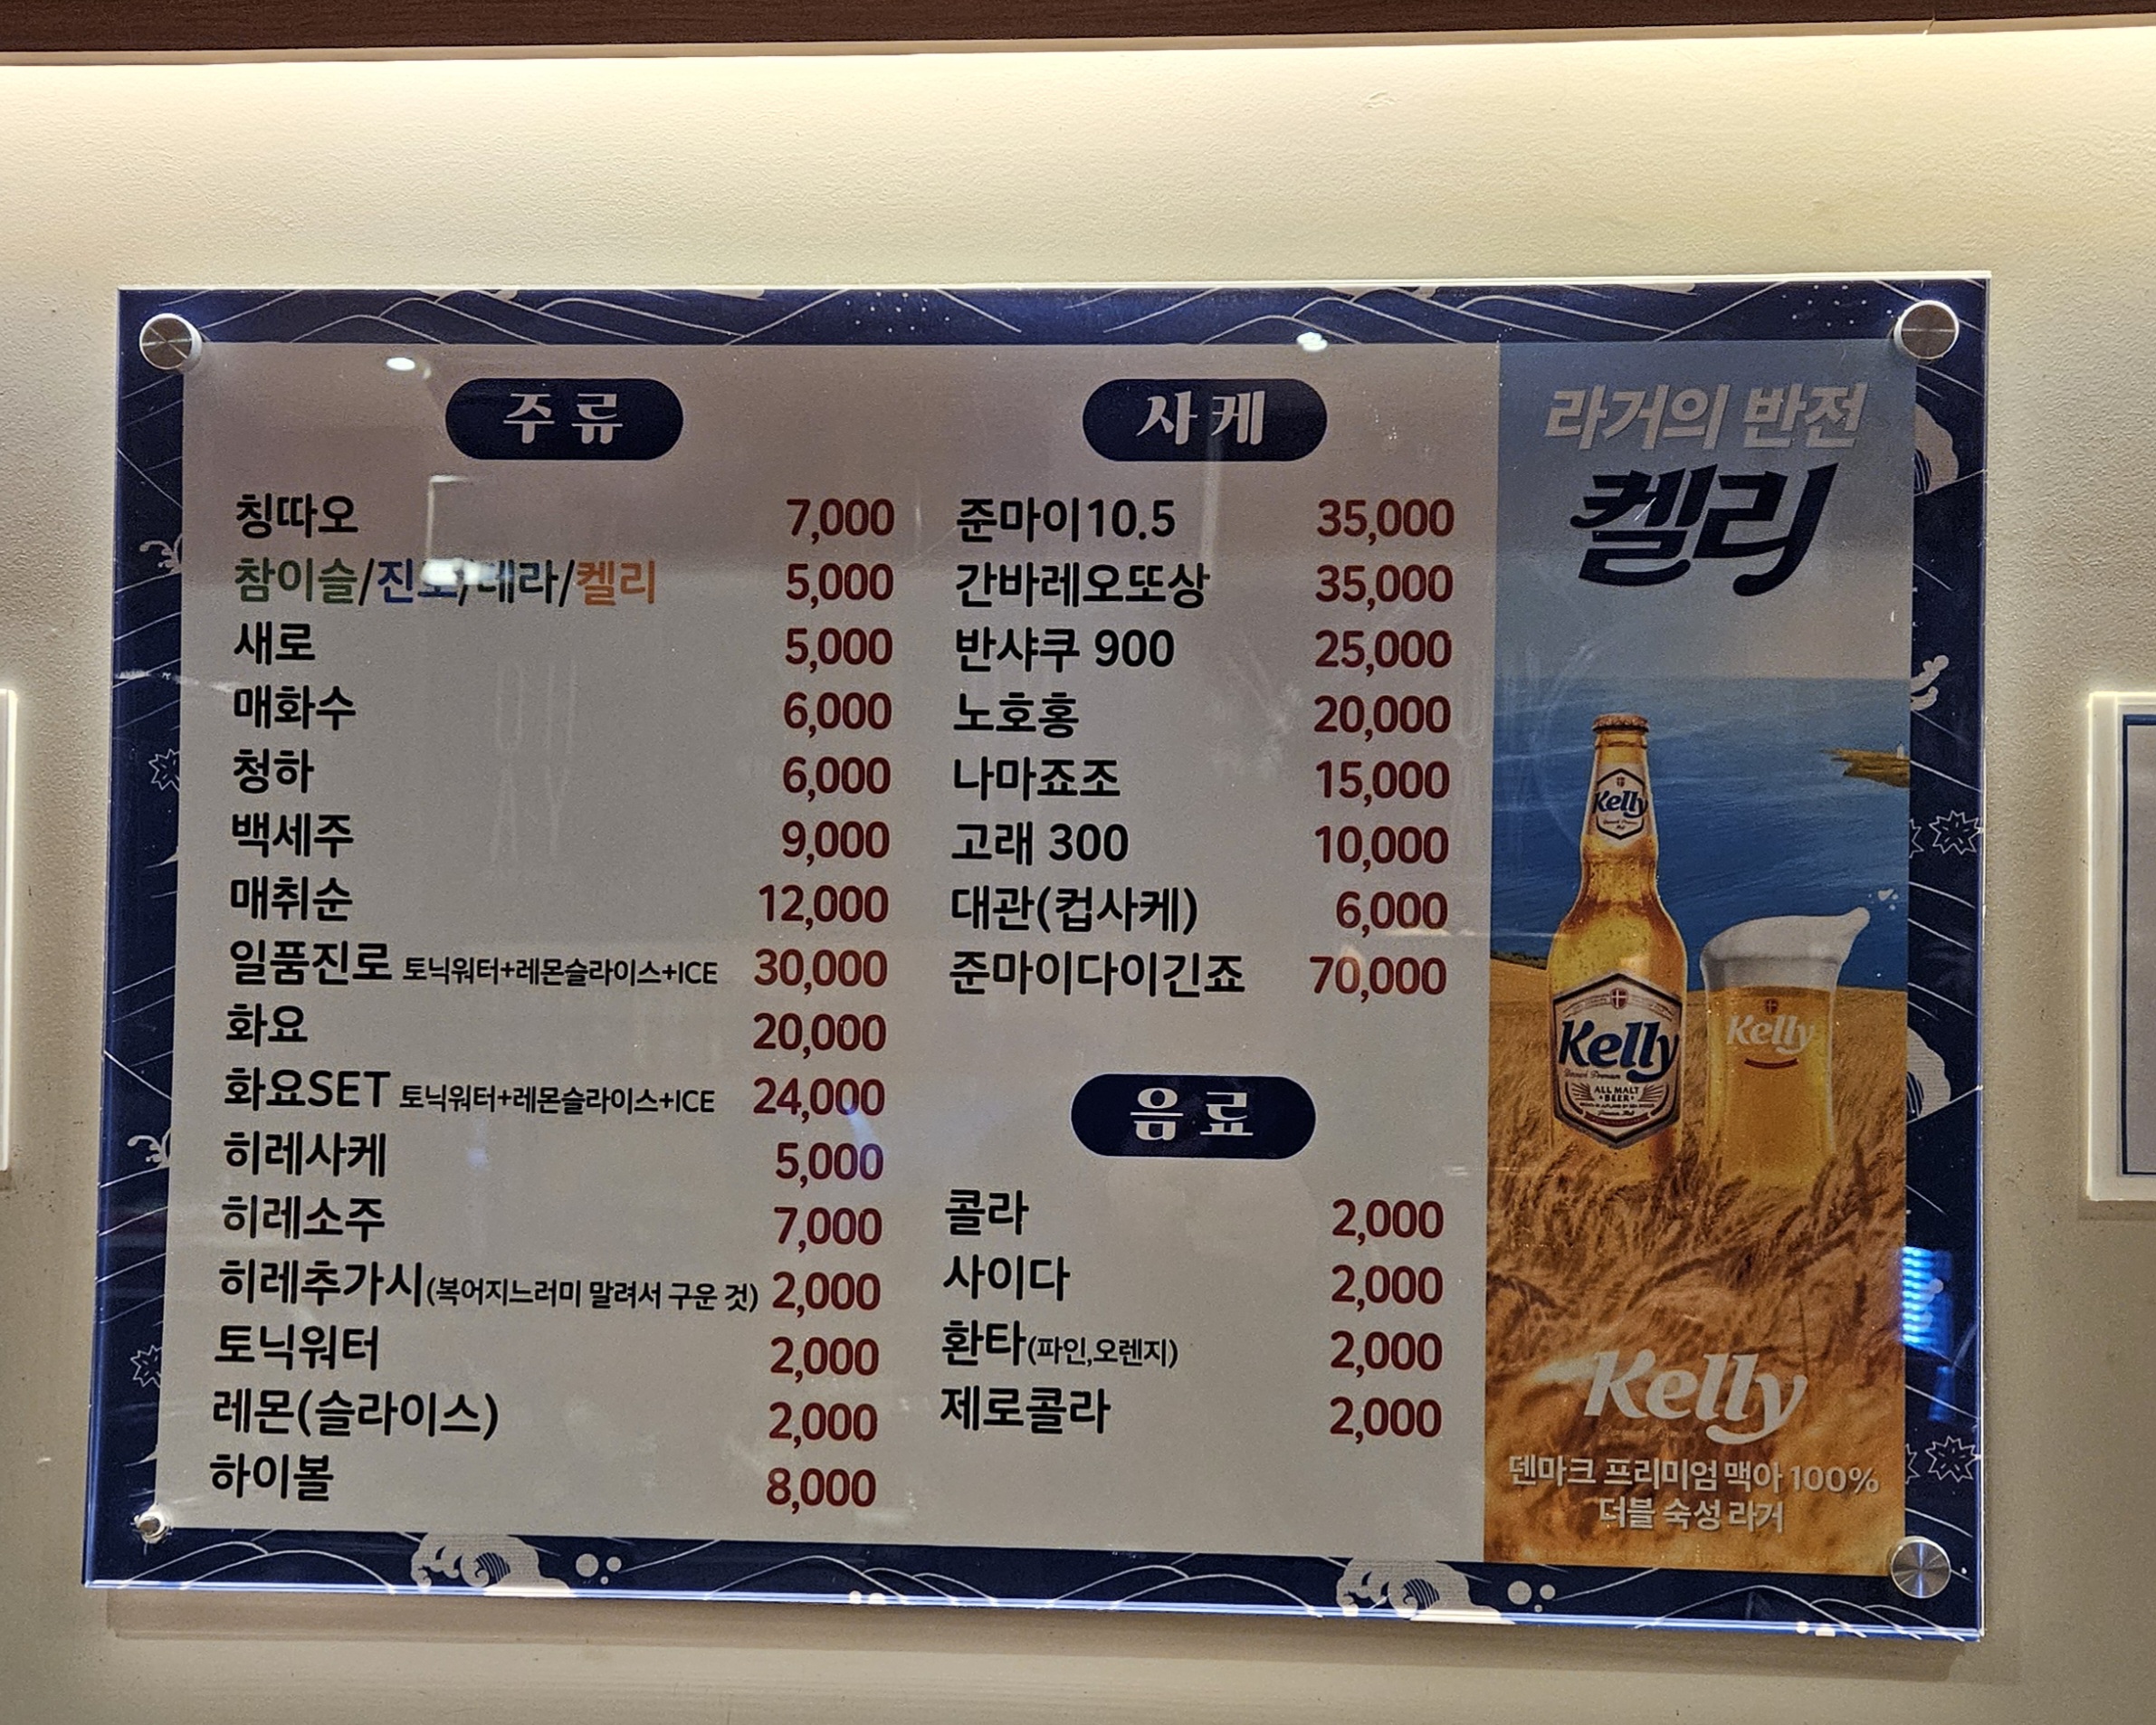 주류
칭따오 7,000
참이슬/진로/테라/켈리 5,000
새로 5,000
매화수 6,000
청하 6,000
백세주 9,000
매취순 12,000
일품진로 토닉워터+레몬슬라이스+ICE 30,000
화요 20,000
화요SET 토닉워터+레몬슬라이스+ICE 24,000
히레사케 5,000
히레소주 7,000
히레추가시(복어지느러미 말려서 구운 것) 2,000
토닉워터 2,000
레몬(슬라이스) 2,000
하이볼 8,000
사케
준마이10.5 35,000
간바레오또상 35,000
반샤쿠 900 25,000
노호홍 20,000
나마죠조 15,000
고래 300 10,000
대관(컵사케) 6,000
준마이다이긴죠 70,000
음료
콜라 2,000
사이다 2,000
환타(파인,오렌지) 2,000
제로콜라 2,000
라거의 반전
켈리
Kelly
Kelly
ALL MALT
BEER
Kelly
Kelly
덴마크 프리미엄 맥아 100%
더블 숙성 라거